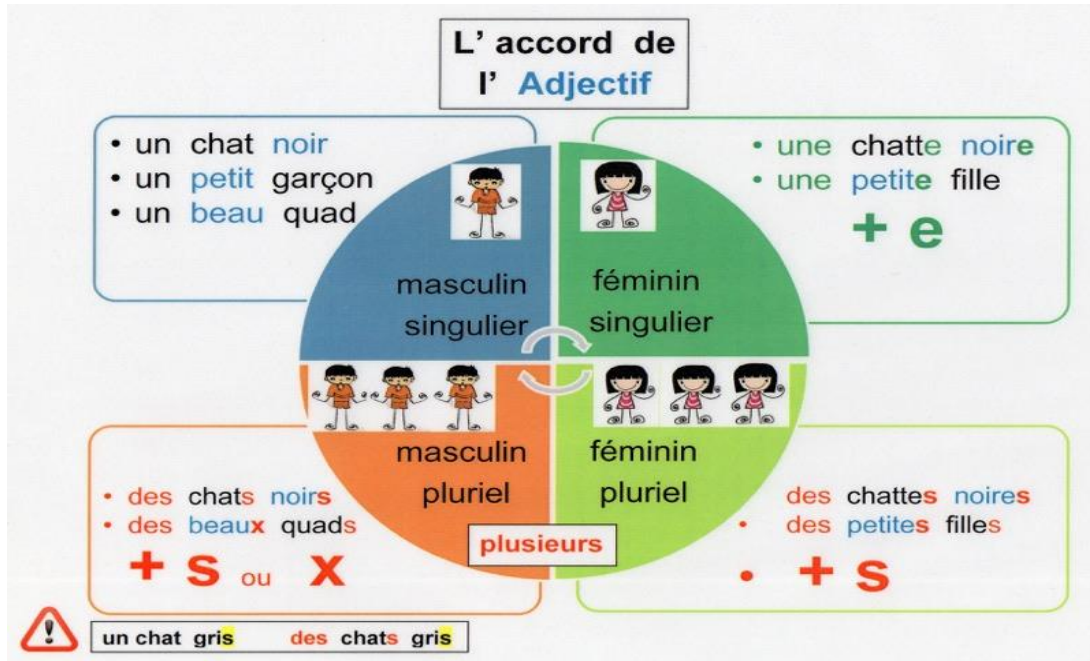 L' accord de
l' Adjectif
• un chat noir
• un petit garçon
• un beau quad
• une chatte noire
• une petite fille
+ e
masculin
singulier
féminin
singulier
masculin
pluriel
féminin
pluriel
plusieurs
• des chats noirs
• des beaux quads
+ s ou x
des chattes noires
• des petites filles
• + s
! un chat gris des chats gris